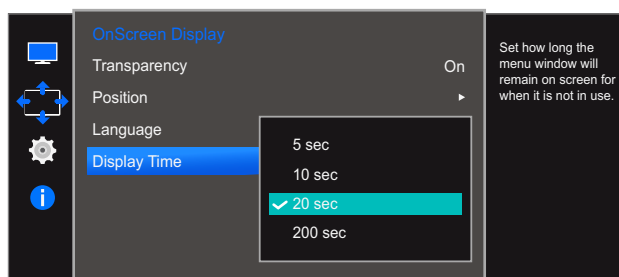 OnScreen Display
Transparency On
Position
Language
Display Time
5 sec
10 sec
20 sec
200 sec
Set how long the
menu window will
remain on screen for
when it is not in use.